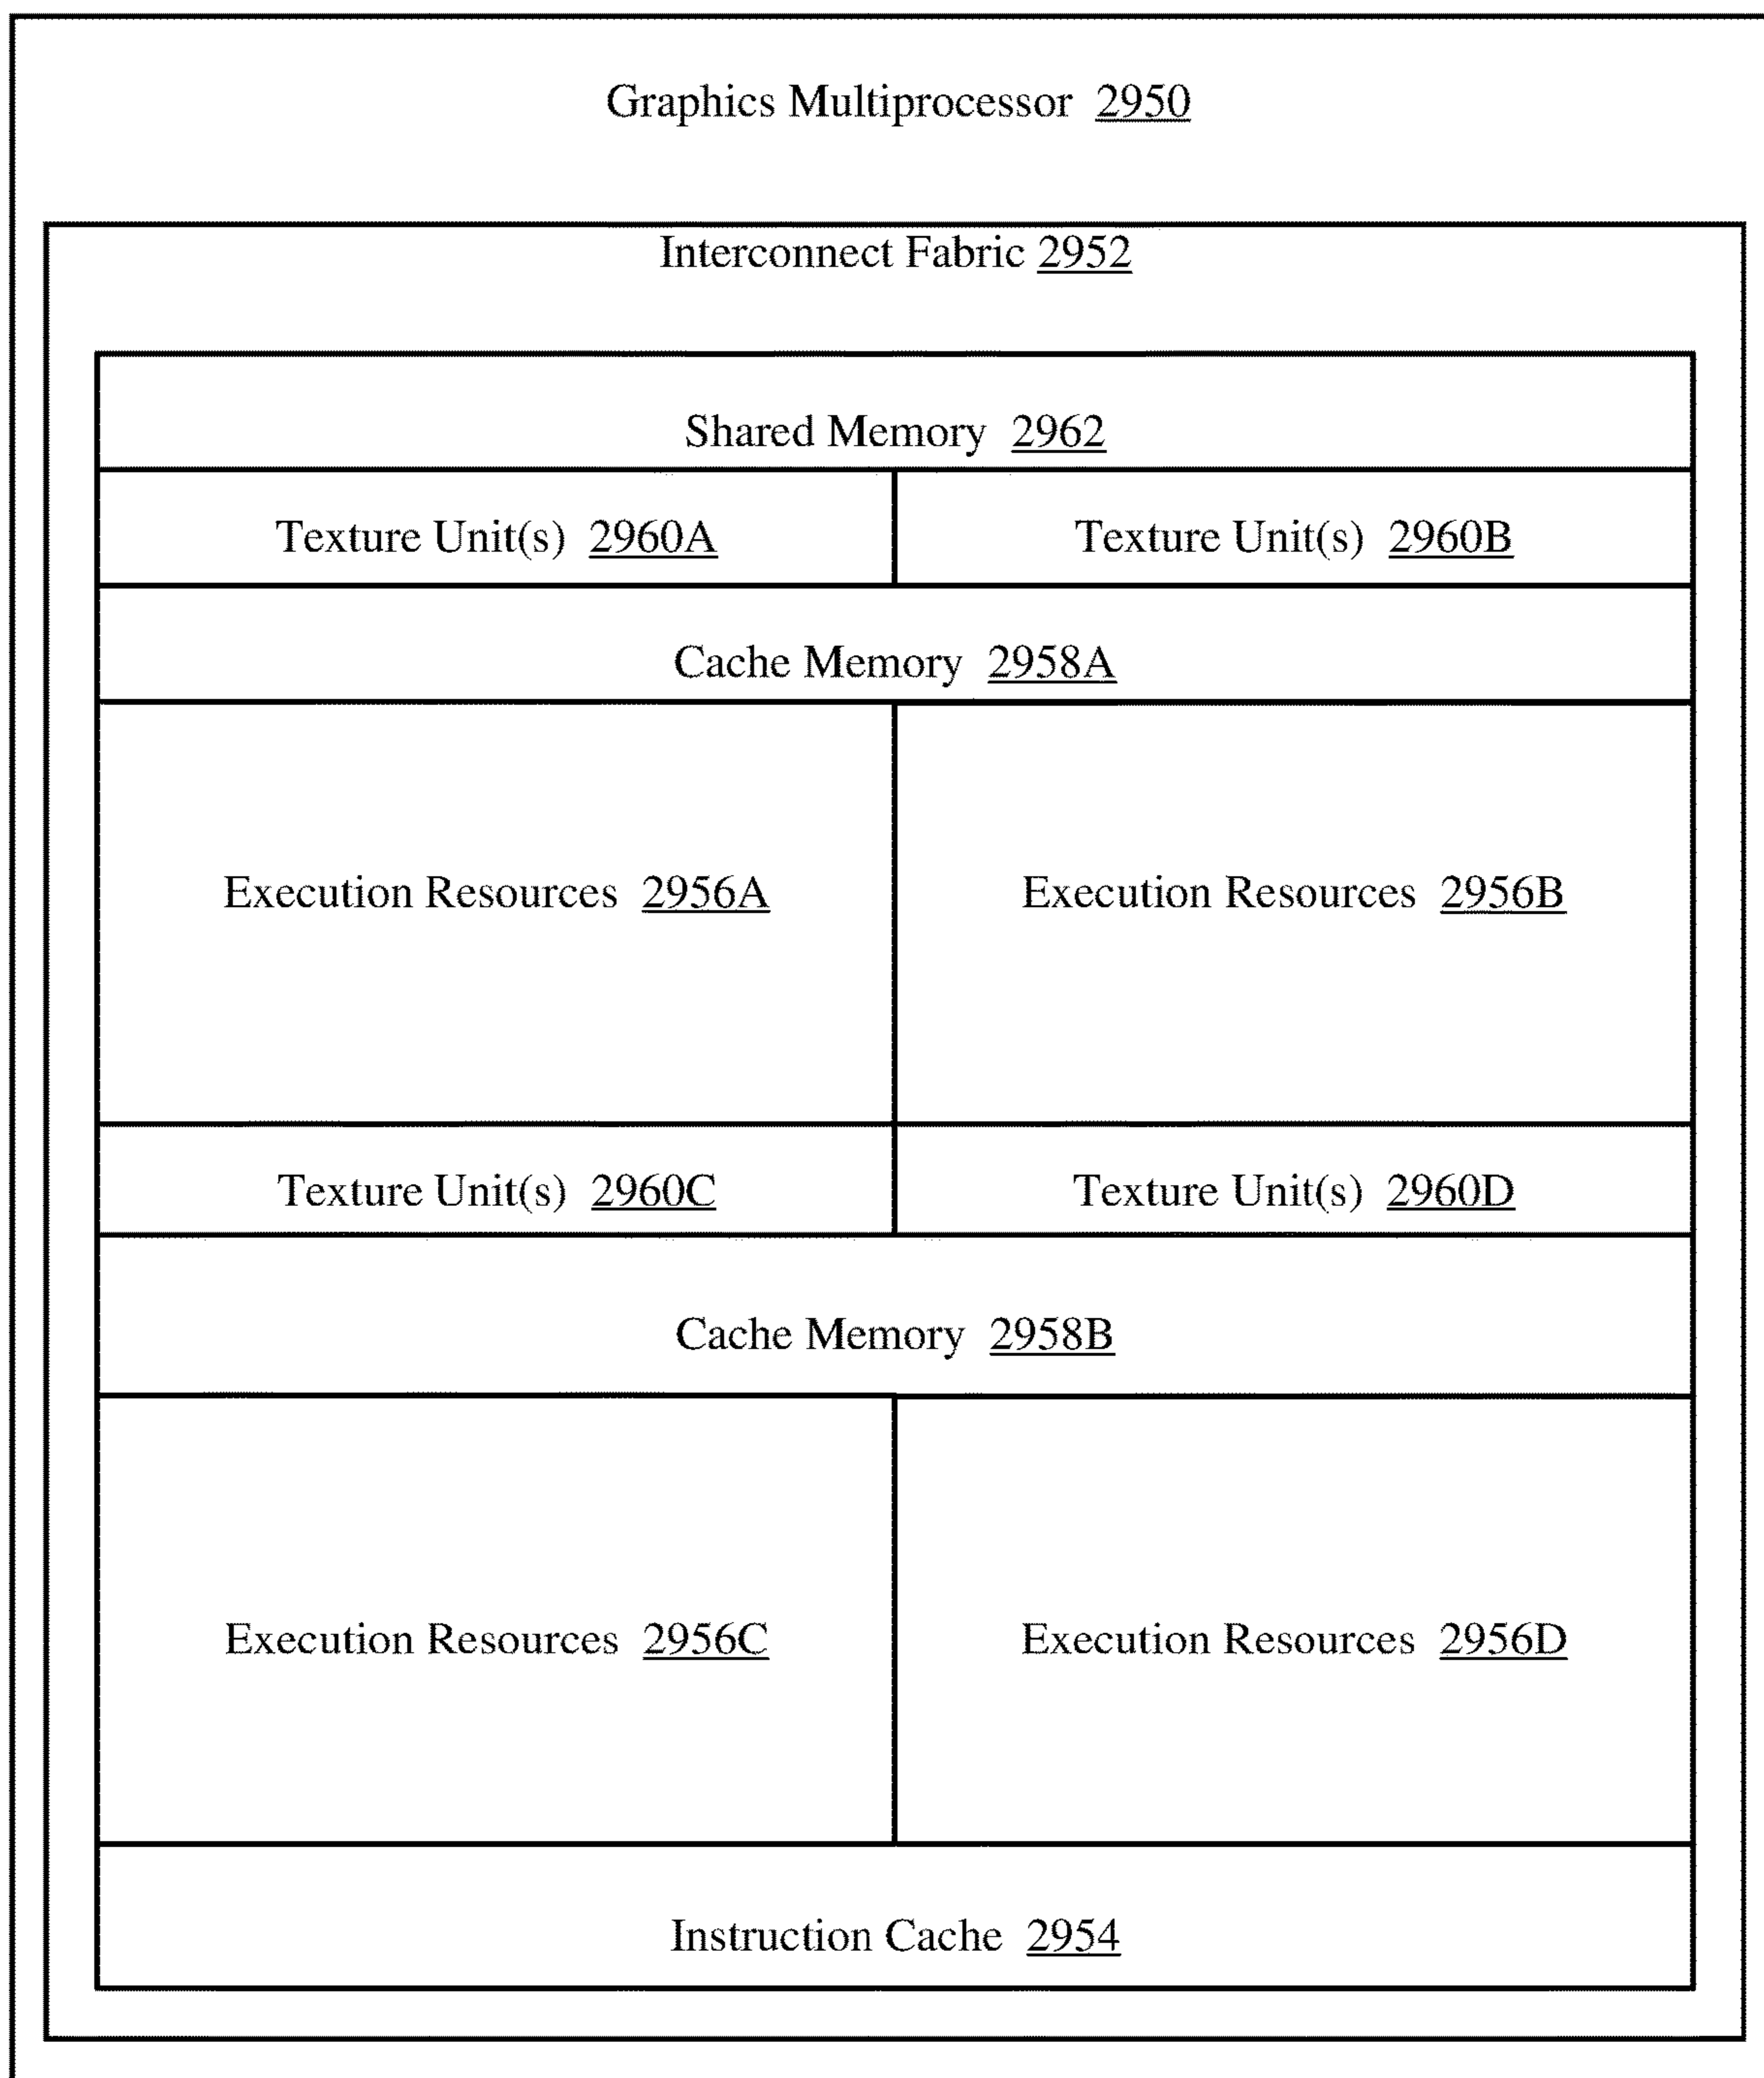 Graphics Multiprocessor 2950
Interconnect Fabric 2952
Shared Memory 2962
Texture Unit(s) 2960A
Texture Unit(s) 2960B
Cache Memory 2958A
Execution Resources 2956A
Execution Resources 2956B
Texture Unit(s) 2960C
Texture Unit(s) 2960D
Cache Memory 2958B
Execution Resources 2956C
Execution Resources 2956D
Instruction Cache 2954